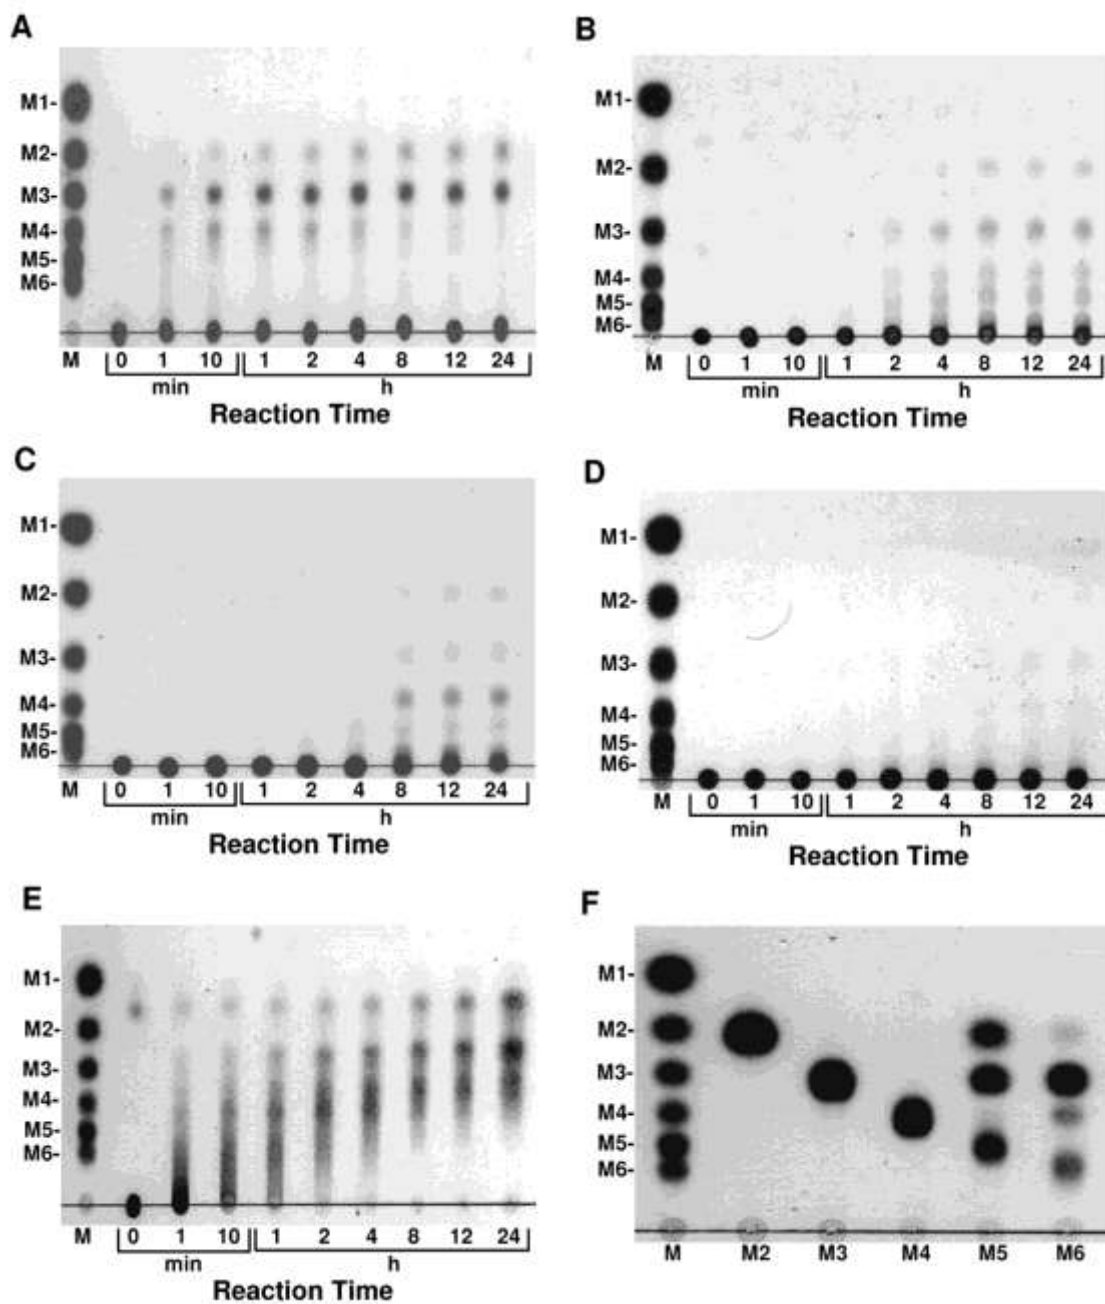 A
M1-
M2-
M3-
M4-
M5-
M6-
M 0 1 10 1 2 4 8 12 24
min h
Reaction Time
B
M1-
M2-
M3-
M4-
M5-
M6-
M 0 1 10 1 2 4 8 12 24
min h
Reaction Time
C
M1-
M2-
M3-
M4-
M5-
M6-
M 0 1 10 1 2 4 8 12 24
min h
Reaction Time
D
M1-
M2-
M3-
M4-
M5-
M6-
M 0 1 10 1 2 4 8 12 24
min h
Reaction Time
E
M1-
M2-
M3-
M4-
M5-
M6-
M 0 1 10 1 2 4 8 12 24
min h
Reaction Time
F
M1-
M2-
M3-
M4-
M5-
M6-
M M2 M3 M4 M5 M6